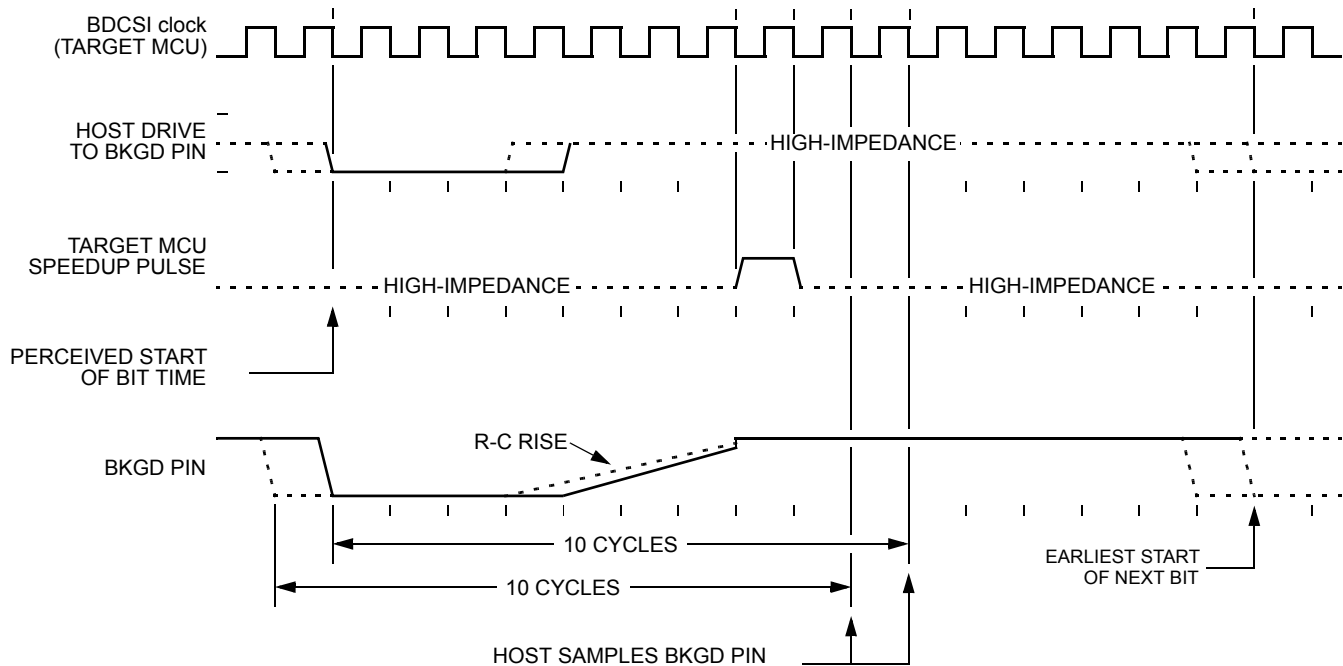 BDCSI clock
(TARGET MCU)
HOST DRIVE
TO BKGD PIN
HIGH-IMPEDANCE
TARGET MCU
SPEEDUP PULSE
HIGH-IMPEDANCE
HIGH-IMPEDANCE
PERCEIVED START
OF BIT TIME
R-C RISE
BKGD PIN
10 CYCLES
EARLIEST START
OF NEXT BIT
10 CYCLES
HOST SAMPLES BKGD PIN